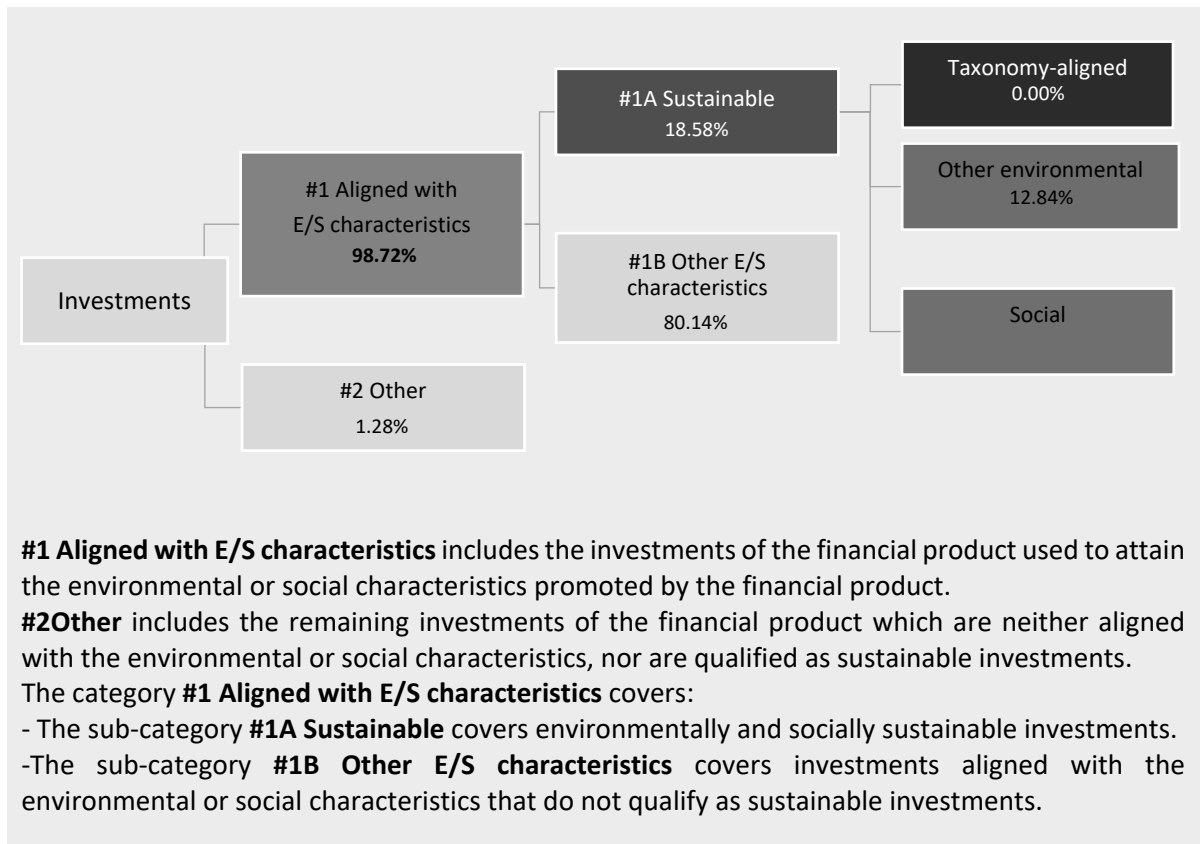 Investments
#1 Aligned with
E/S characteristics
98.72%
#2 Other
1.28%
#1A Sustainable
18.58%
#1B Other E/S
characteristics
80.14%
Taxonomy-aligned
0.00%
Other environmental
12.84%
Social
#1 Aligned with E/S characteristics includes the investments of the financial product used to attain
the environmental or social characteristics promoted by the financial product.
#2Other includes the remaining investments of the financial product which are neither aligned
with the environmental or social characteristics, nor are qualified as sustainable investments.
The category #1 Aligned with E/S characteristics covers:
- The sub-category #1A Sustainable covers environmentally and socially sustainable investments.
-The sub-category #1B Other E/S characteristics covers investments aligned with the
environmental or social characteristics that do not qualify as sustainable investments.